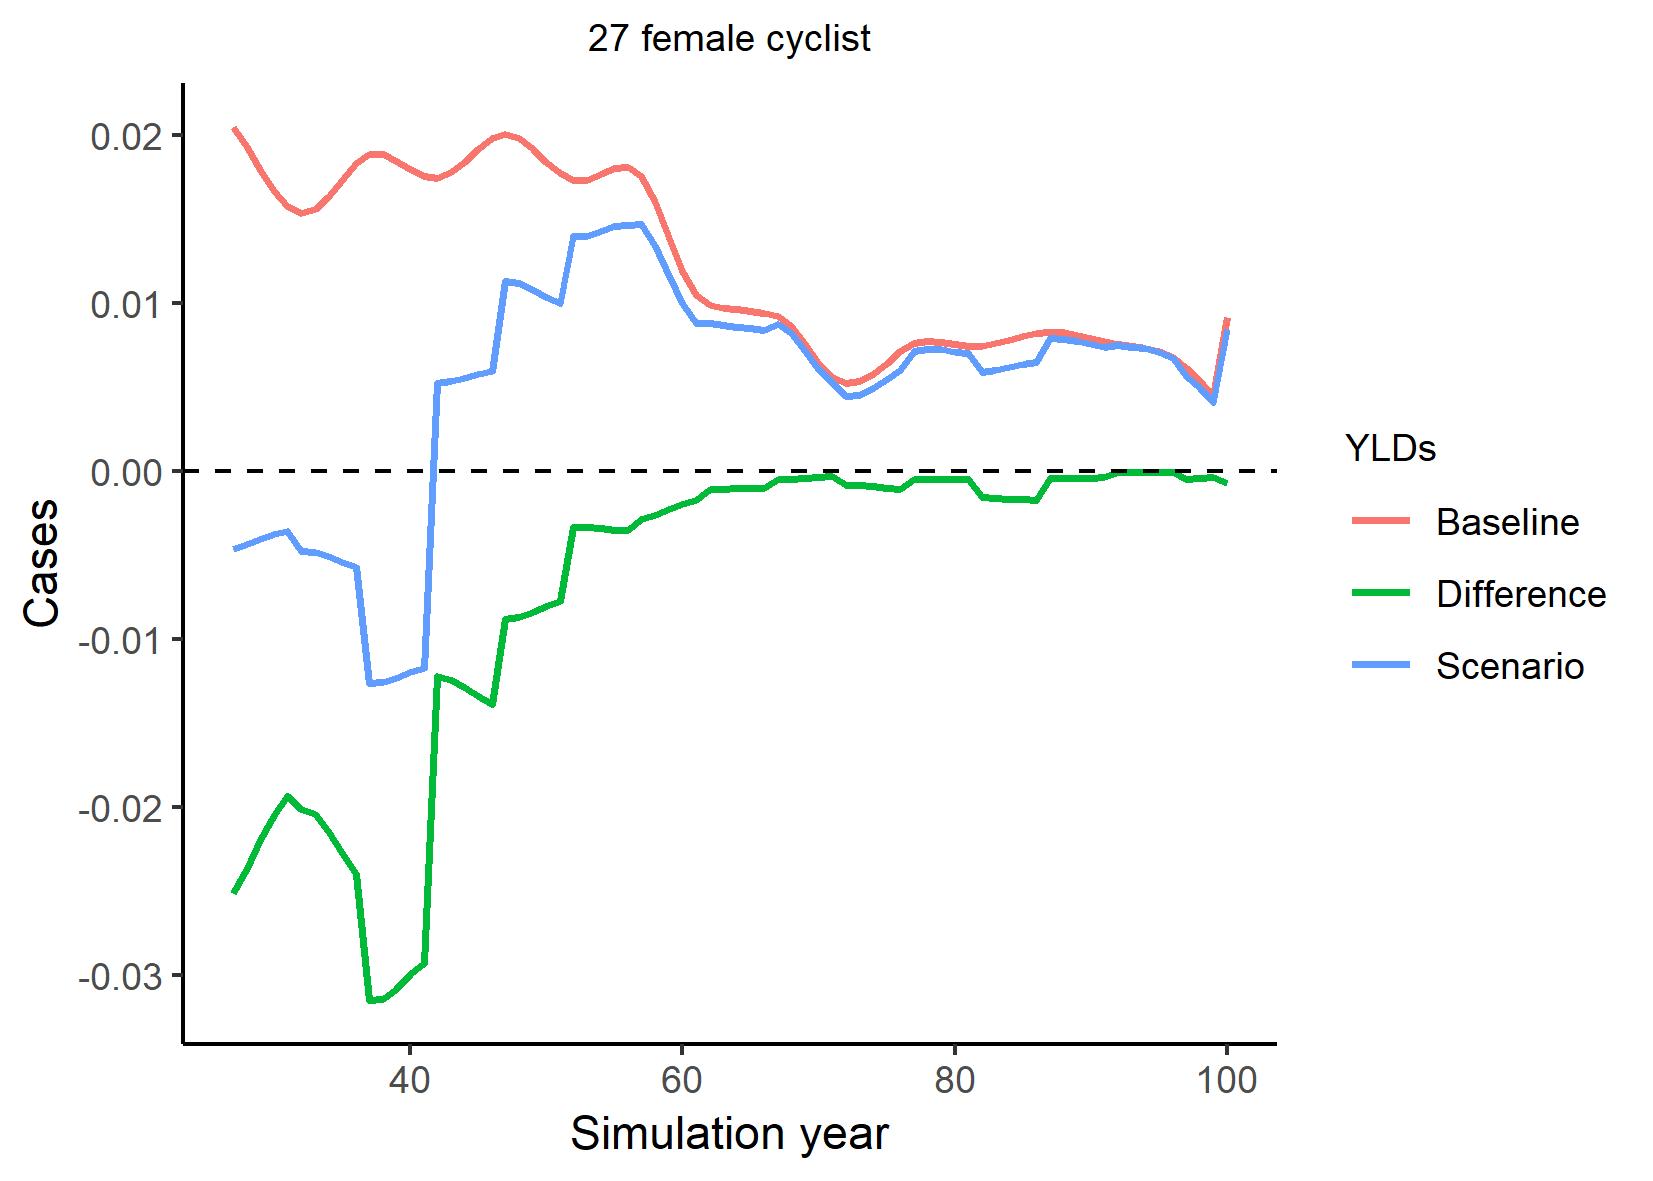 27 female cyclist
0.02
0.01
0.00
-0.01
-0.02
-0.03
Cases
40 60 80 100
Simulation year
YLDs
Baseline
Difference
Scenario